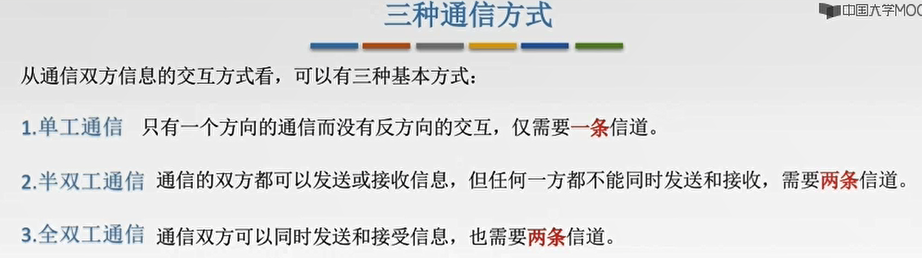 三种通信方式
中国大学MOO
从通信双方信息的交互方式看，可以有三种基本方式：
1.单工通信 只有一个方向的通信而没有反方向的交互，仅需要一条信道。
2.半双工通信 通信的双方都可以发送或接收信息，但任何一方都不能同时发送和接收，需要两条信道。
3.全双工通信 通信双方可以同时发送和接受信息，也需要两条信道。